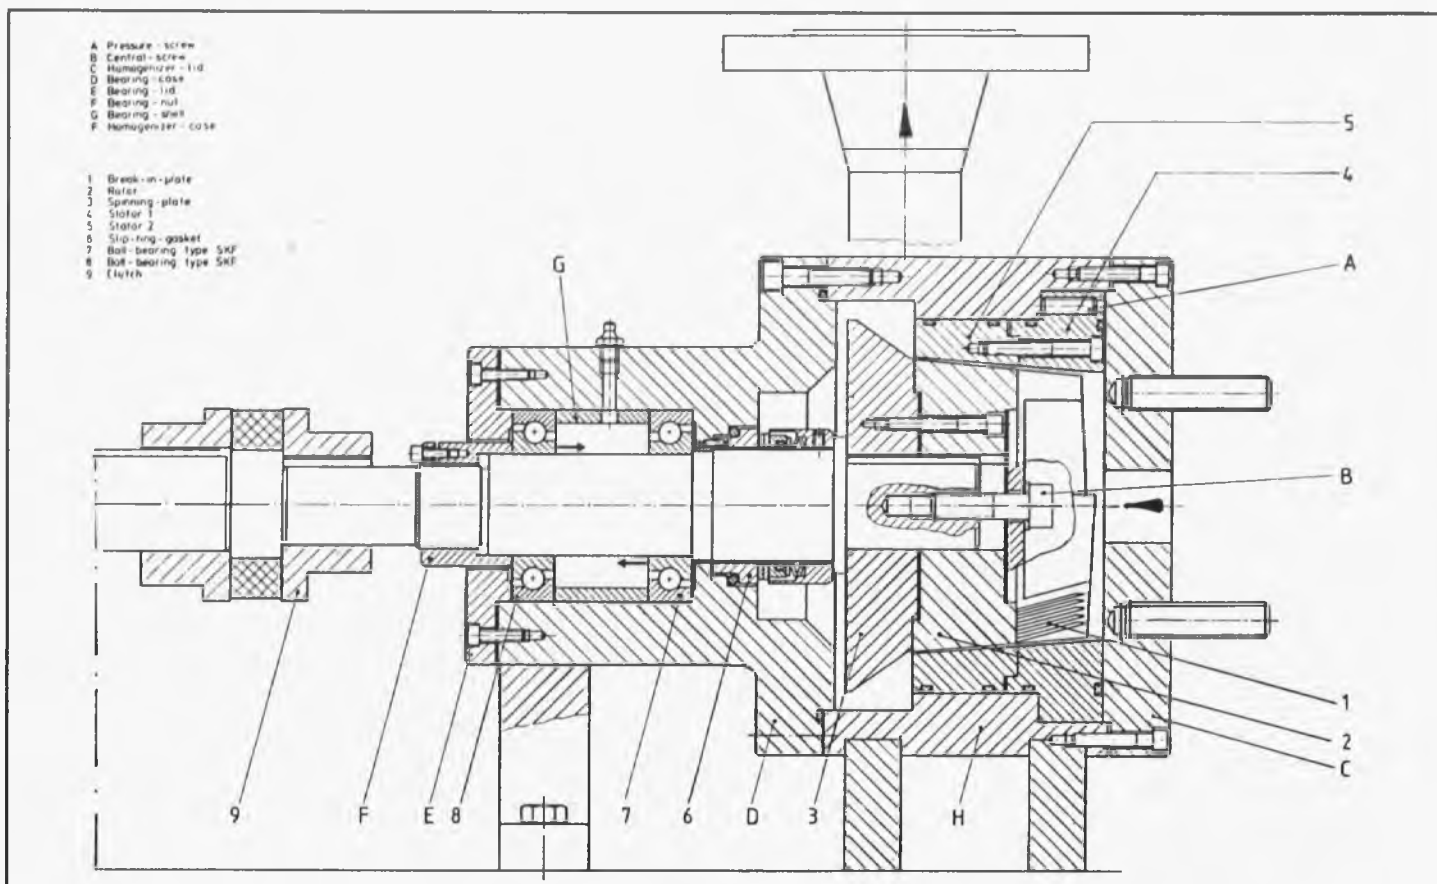 A Pressure - screw
B Central - screw
C Homogenizer - lid
D Bearing - case
E Bearing - lid
F Bearing - nut
G Bearing - shell
F Homogenizer - case
1 Break - in - plate
2 Rotor
3 Spinning - plate
4 Stator 1
5 Stator 2
6 Slip - ring - gasket
7 Ball - bearing type SKF
8 Ball - bearing type SKF
9 Clutch
5
4
G
A
B
1
2
9 F E 8 7 6 D 3 H C